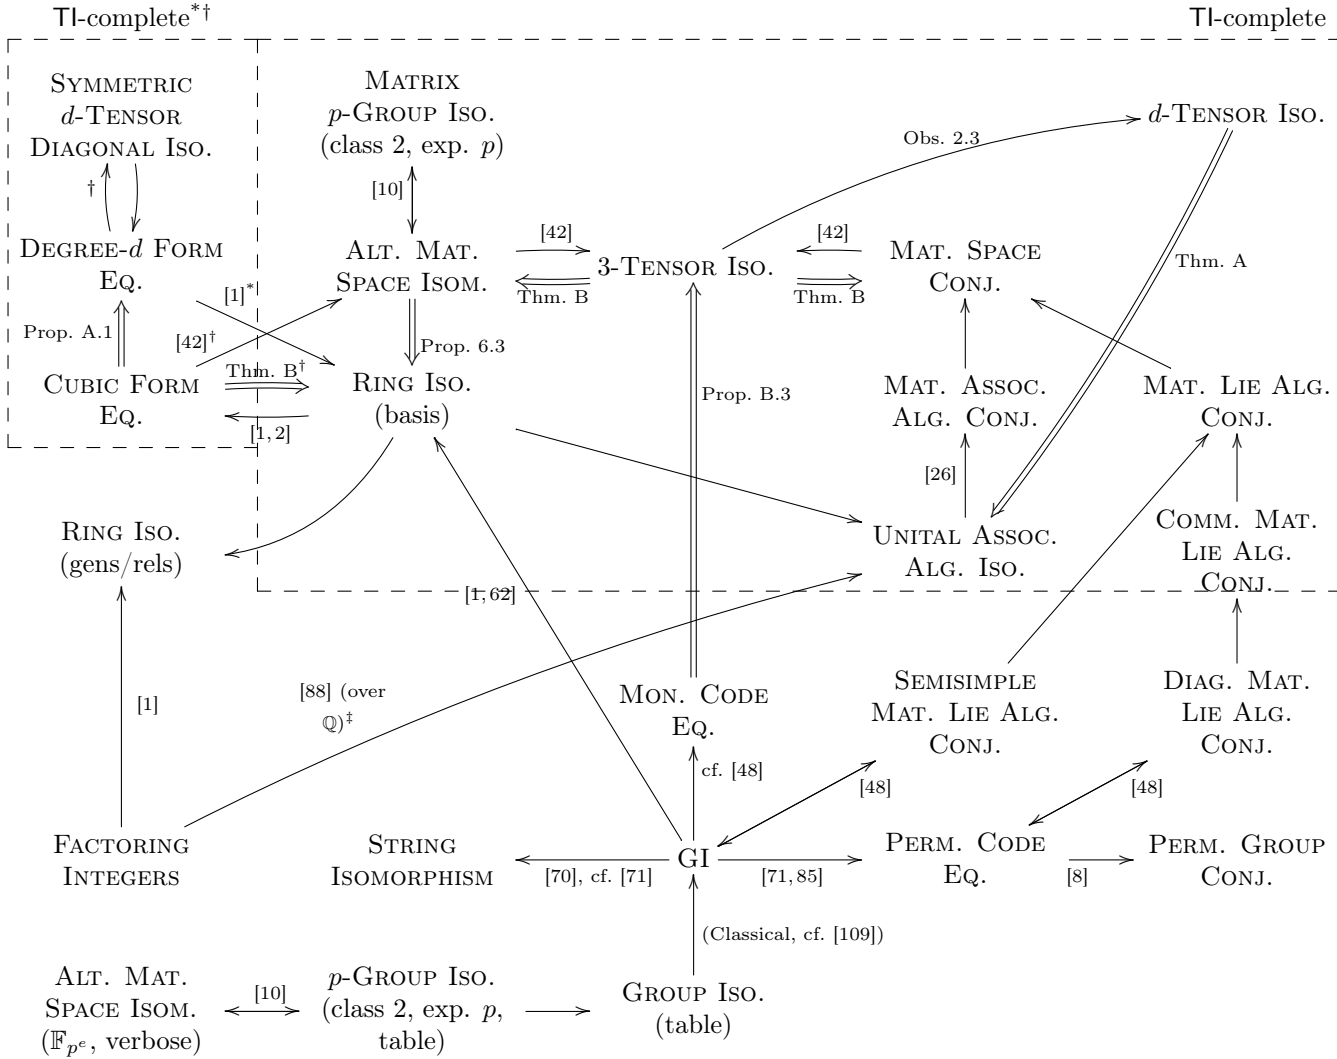 TI-complete*†
TI-complete
SYMMETRIC
d-TENSOR
DIAGONAL ISO.
MATRIX
p-GROUP ISO.
(class 2, exp. p)
d-TENSOR ISO.
Obs. 2.3
†
[10]
DEGREE-d FORM
EQ.
ALT. MAT.
SPACE ISOM.
[42]
Thm. B
3-TENSOR ISO.
[42]
Thm. B
MAT. SPACE
CONJ.
Thm. A
[1]*
Prop. A.1
[42]†
Prop. 6.3
CUBIC FORM
EQ.
Thm. B†
[1, 2]
RING ISO.
(basis)
Prop. B.3
MAT. ASSOC.
ALG. CONJ.
MAT. LIE ALG.
CONJ.
[26]
RING ISO.
(gens/rels)
UNITAL ASSOC.
ALG. ISO.
COMM. MAT.
LIE ALG.
CONJ.
[1, 62]
[1]
[88] (over
ℚ)‡
MON. CODE
EQ.
SEMISIMPLE
MAT. LIE ALG.
CONJ.
DIAG. MAT.
LIE ALG.
CONJ.
cf. [48]
[48]
[48]
FACTORING
INTEGERS
STRING
ISOMORPHISM
[70], cf. [71]
GI
[71, 85]
PERM. CODE
EQ.
[8]
PERM. GROUP
CONJ.
(Classical, cf. [109])
ALT. MAT.
SPACE ISOM.
(𝔽pᵉ, verbose)
[10]
p-GROUP ISO.
(class 2, exp. p,
table)
GROUP ISO.
(table)